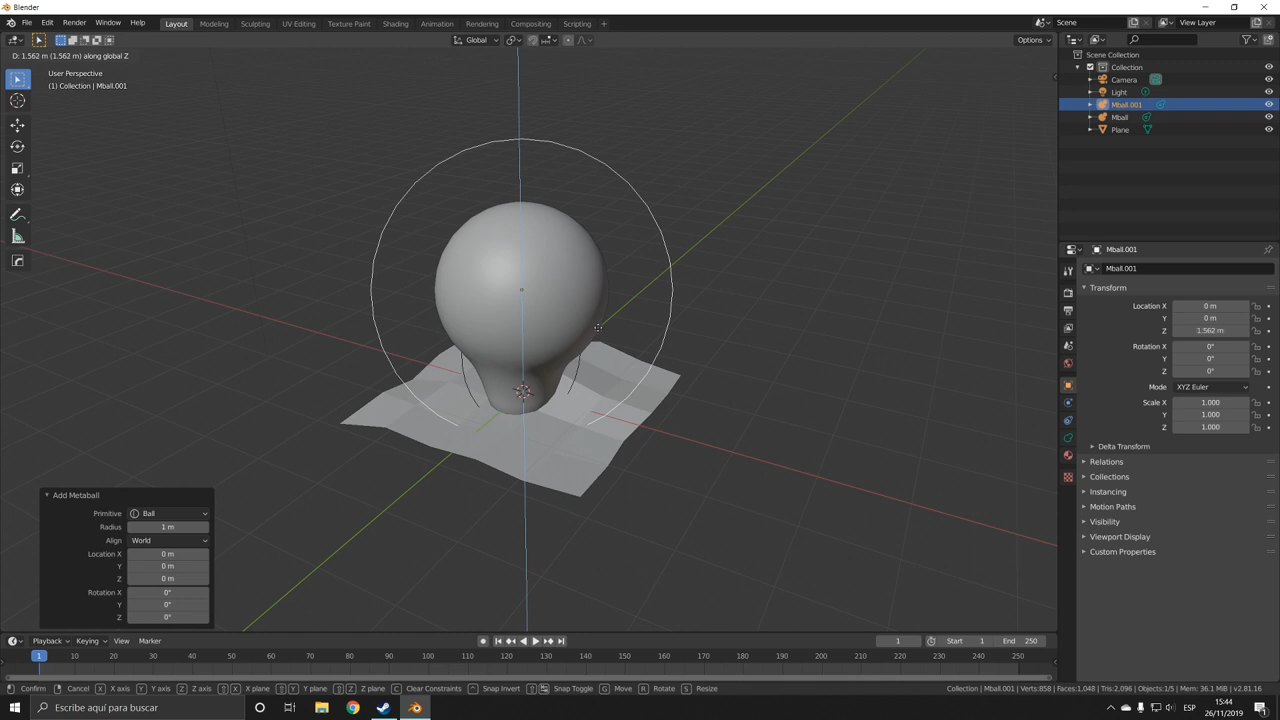 Blender
File Edit Render Window Help Layout Modeling Sculpting UV Editing Texture Paint Shading Animation Rendering Compositing Scripting + Scene View Layer
Global Options
D: 1.562 m (1.562 m) along global Z
User Perspective
(1) Collection | Mball.001
Scene Collection
Collection
Camera
Light
Mball.001
Mball
Plane
Mball.001
Mball.001
Transform
Location X 0 m
Y 0 m
Z 1.562 m
Rotation X 0°
Y 0°
Z 0°
Mode XYZ Euler
Scale X 1.000
Y 1.000
Z 1.000
Delta Transform
Relations
Collections
Instancing
Motion Paths
Visibility
Viewport Display
Custom Properties
Add Metaball
Primitive Ball
Radius 1 m
Align World
Location X 0 m
Y 0 m
Z 0 m
Rotation X 0°
Y 0°
Z 0°
Playback Keying View Marker 1 Start 1 End 250
1 10 20 30 40 50 60 70 80 90 100 110 120 130 140 150 160 170 180 190 200 210 220 230 240 250
Confirm Cancel X X axis Y Y axis Z Z axis X X plane Y Y plane Z Z plane C Clear Constraints Snap Invert Snap Toggle G Move R Rotate S Resize Collection | Mball.001 | Verts:858 | Faces:1,048 | Tris:2,096 | Objects:1/5 | Mem: 36.1 MiB | v2.81.16
Escribe aquí para buscar ESP 15:44
26/11/2019 1